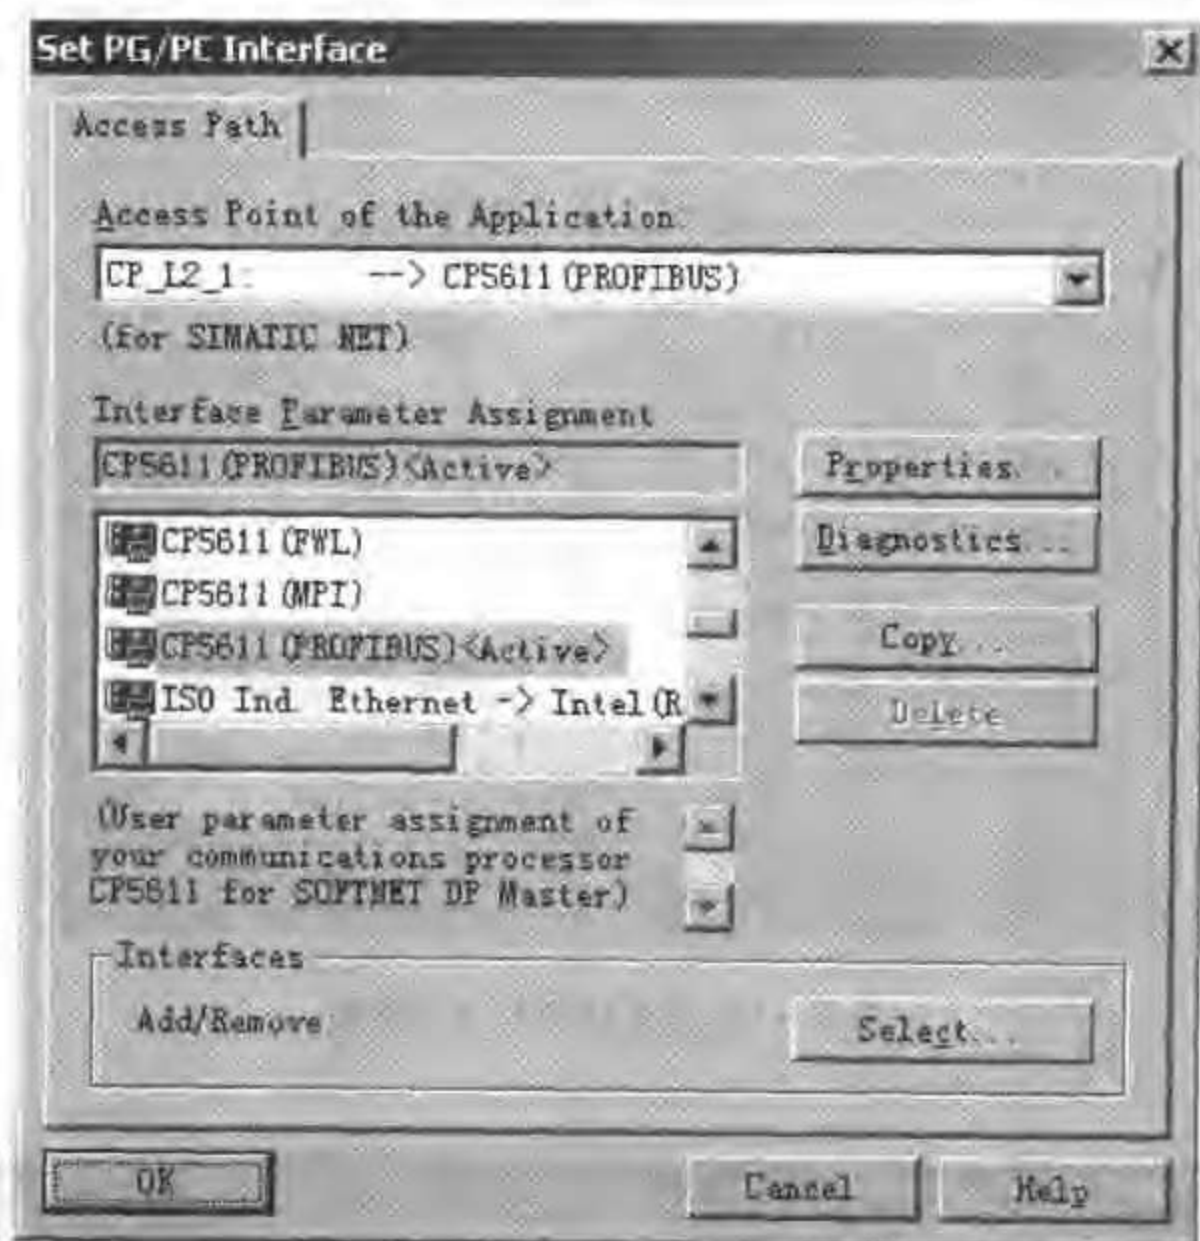 Set PG/PC Interface
Access Path
Access Point of the Application
CP_L2_1: --> CP5611(PROFIBUS)
(for SIMATIC NET)
Interface Parameter Assignment
CP5611(PROFIBUS)<Active>
Properties...
CP5611(FWL)
Diagnostics...
CP5611(MPI)
CP5611(PROFIBUS)<Active>
Copy...
ISO Ind. Ethernet -> Intel(R
Delete
(User parameter assignment of
your communications processor
CP5611 for SOFTNET DP Master)
Interfaces
Add/Remove:
Select...
OK
Cancel
Help